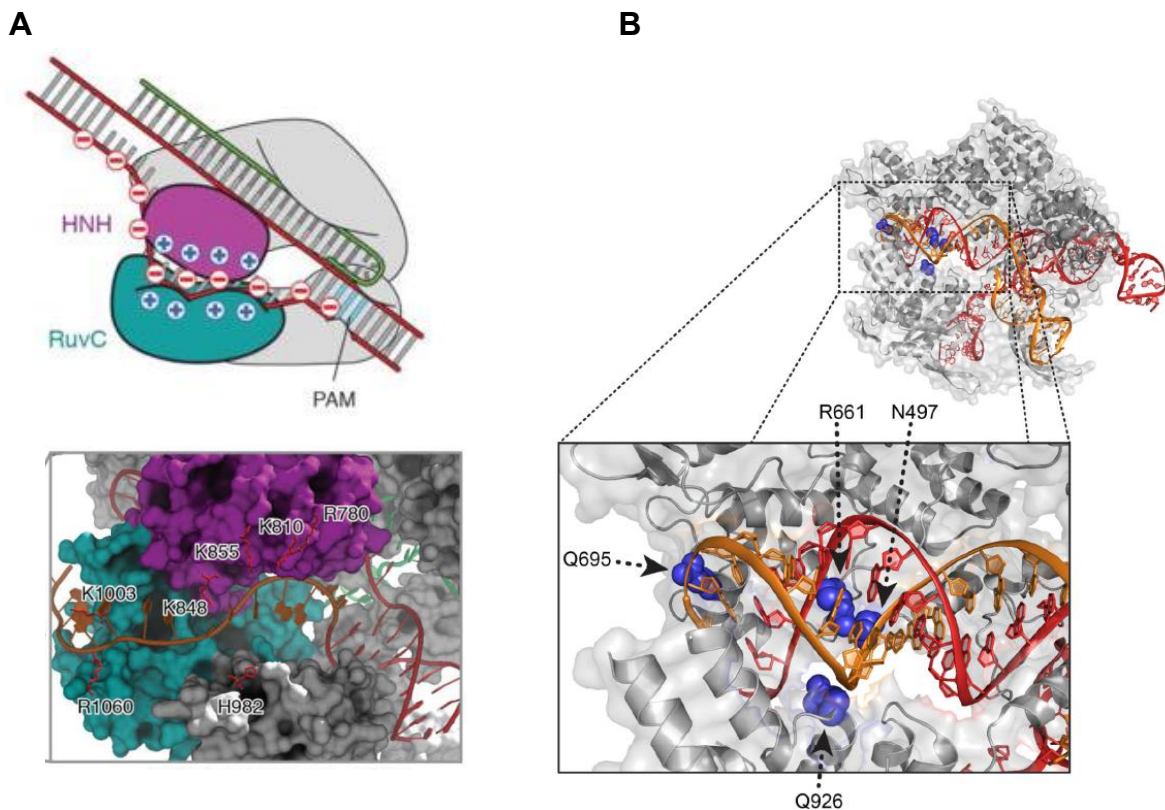 A
B
HNH
RuvC
PAM
R661
N497
K810
R780
K855
Q695
K1003
K848
R1060
H982
Q926